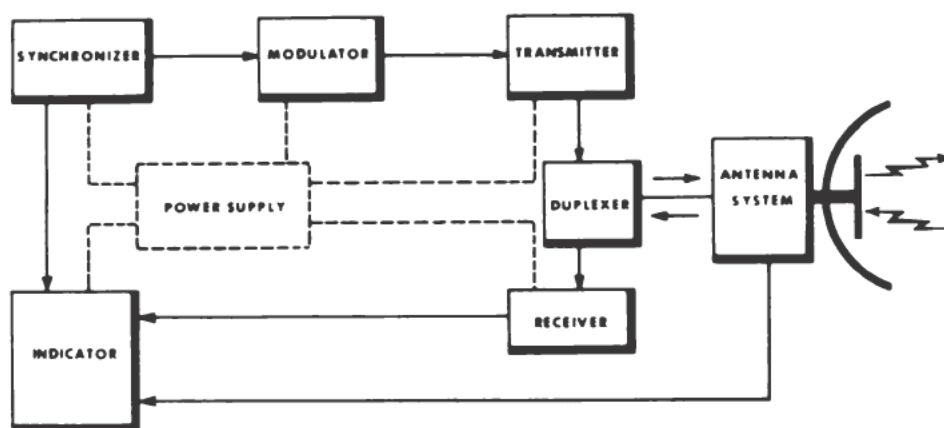 SYNCHRONIZER
MODULATOR
TRANSMITTER
POWER SUPPLY
DUPLEXER
ANTENNA
SYSTEM
INDICATOR
RECEIVER